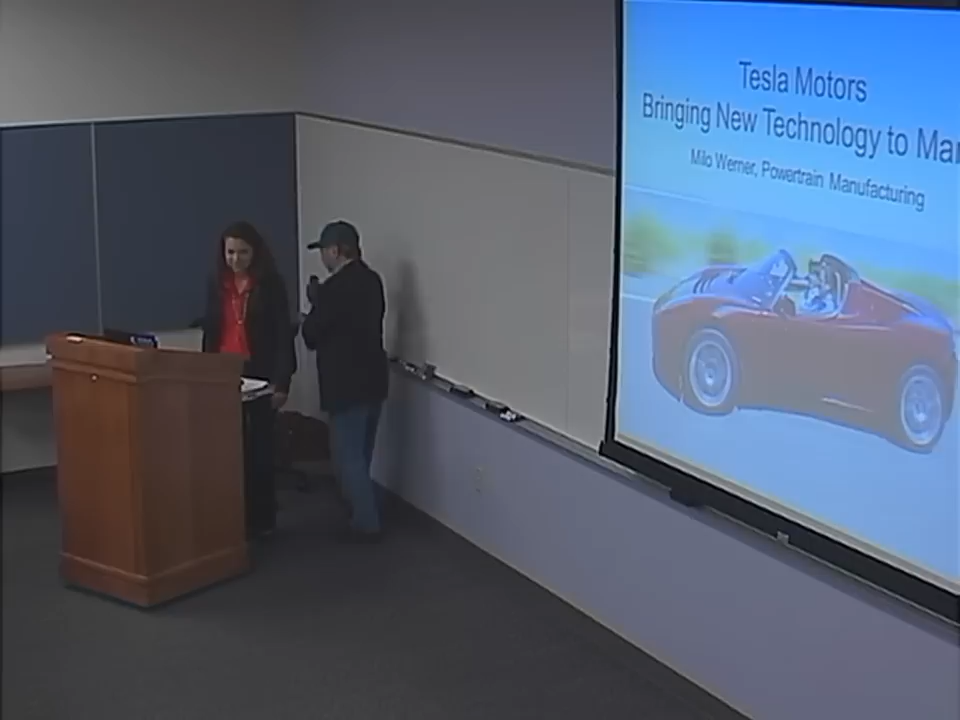 Tesla Motors
Bringing New Technology to Mar
Milo Werner, Powertrain Manufacturing